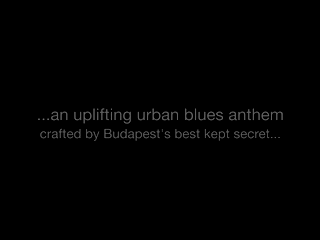 ...an uplifting urban blues anthem
crafted by Budapest's best kept secret...